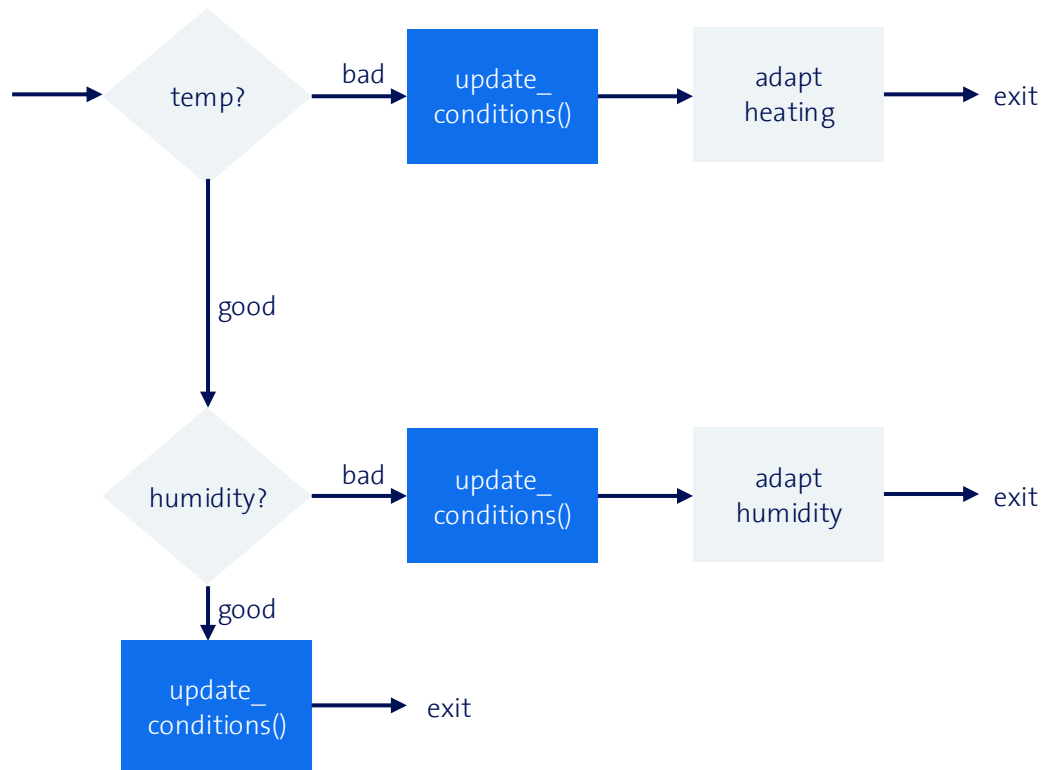 temp?
bad
update_
conditions()
adapt
heating
exit
good
humidity?
bad
update_
conditions()
adapt
humidity
exit
good
update_
conditions()
exit